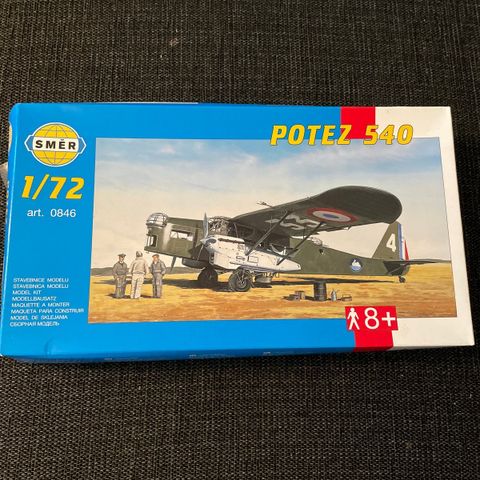 SMĚR
1/72
art. 0846
POTEZ 540
4
STAVEBNICE MODELU
STAVEBNICA MODELU
MODEL KIT
MODELLBAUSATZ
MAQUETTE A MONTER
MAQUETA PARA CONSTRUIR
MODEL DE SKLEJANIA
СБОРНАЯ МОДЕЛЬ
8+